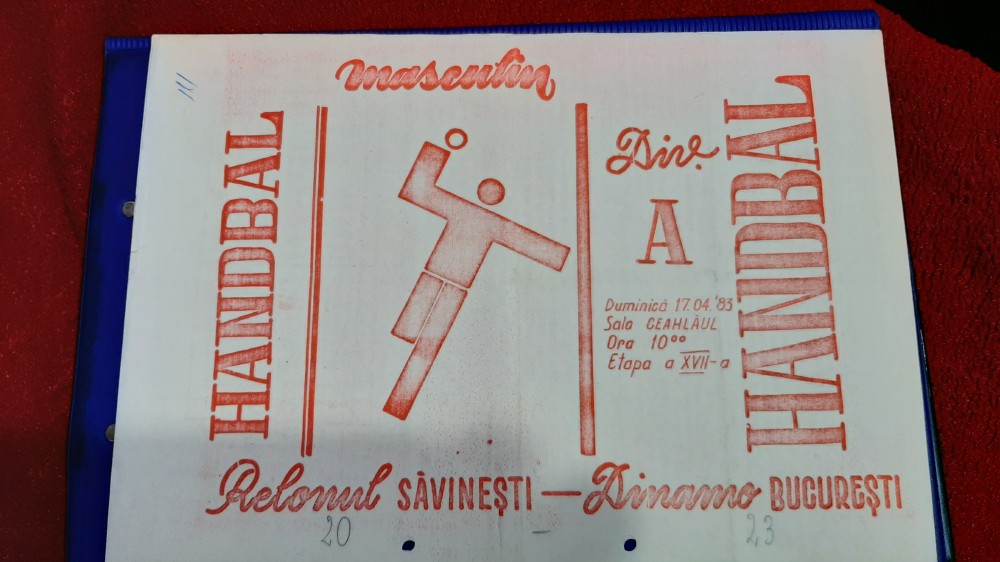 masculin
HANDBAL
Div.
A
HANDBAL
Duminică 17.04.'83
Sala CEAHLĂUL
Ora 10⁰⁰
Etapa a XVII-a
Relonul SĂVINEȘTI — Dinamo BUCUREȘTI
20 – 23